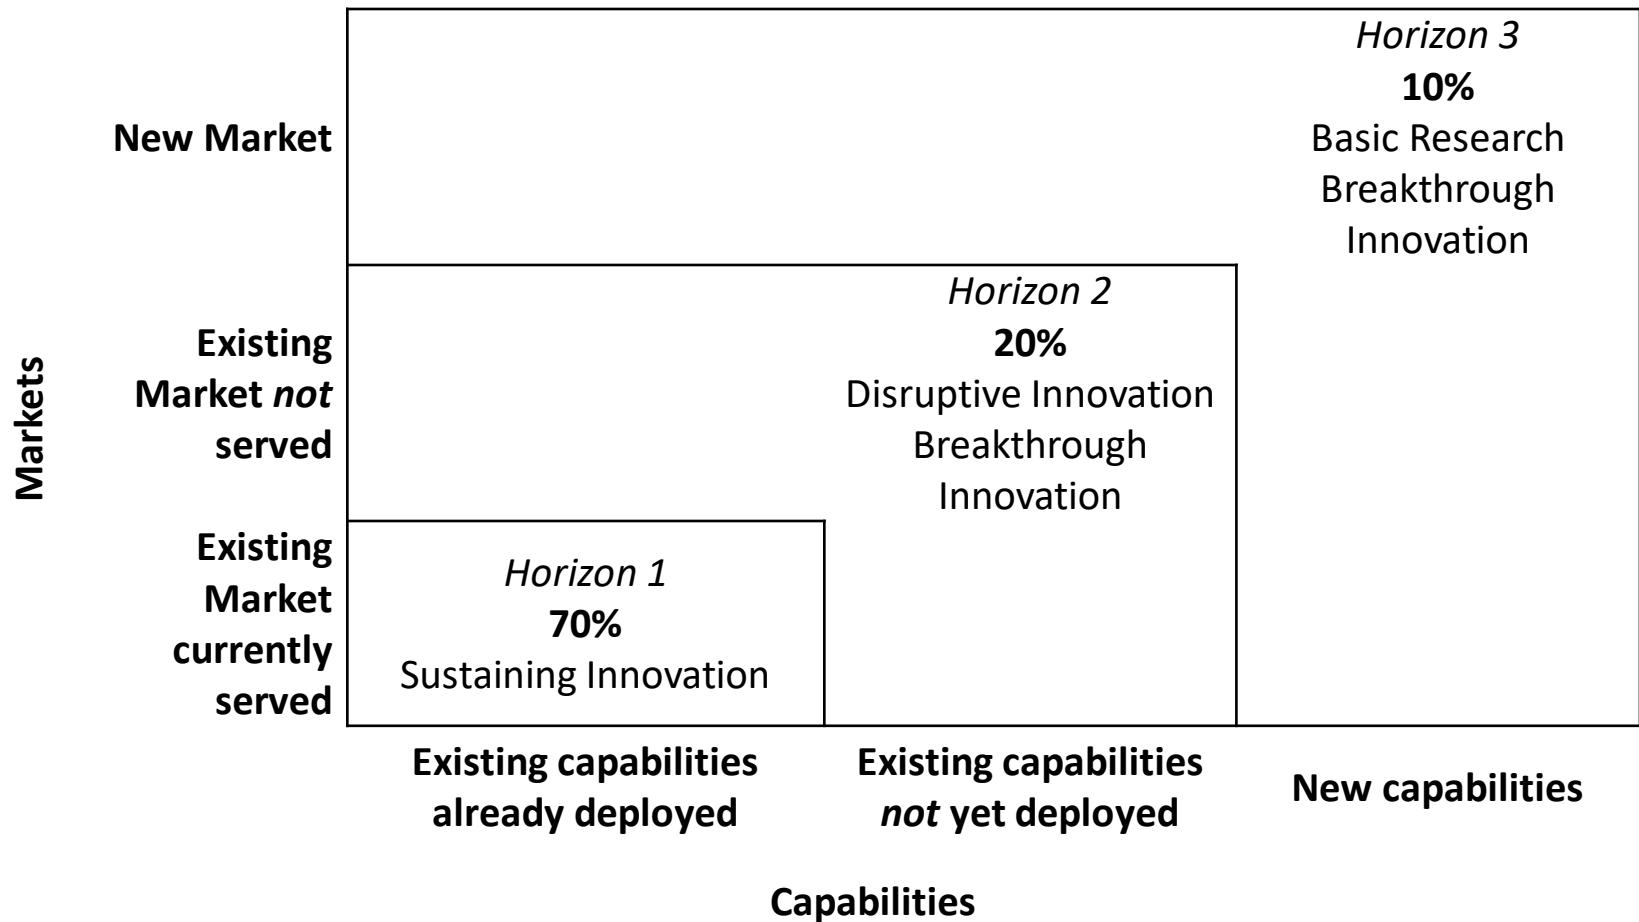 Horizon 3
10%
Basic Research
Breakthrough
Innovation
New Market
Horizon 2
20%
Disruptive Innovation
Breakthrough
Innovation
Existing
Market not
served
Markets
Horizon 1
70%
Sustaining Innovation
Existing
Market
currently
served
Existing capabilities
already deployed
Existing capabilities
not yet deployed
New capabilities
Capabilities